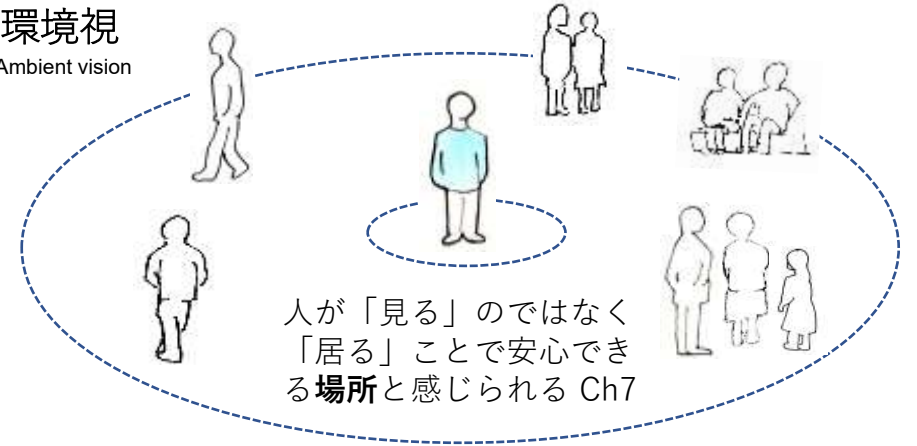 環境視
Ambient vision
人が「見る」のではなく
「居る」ことで安心でき
る場所と感じられる Ch7